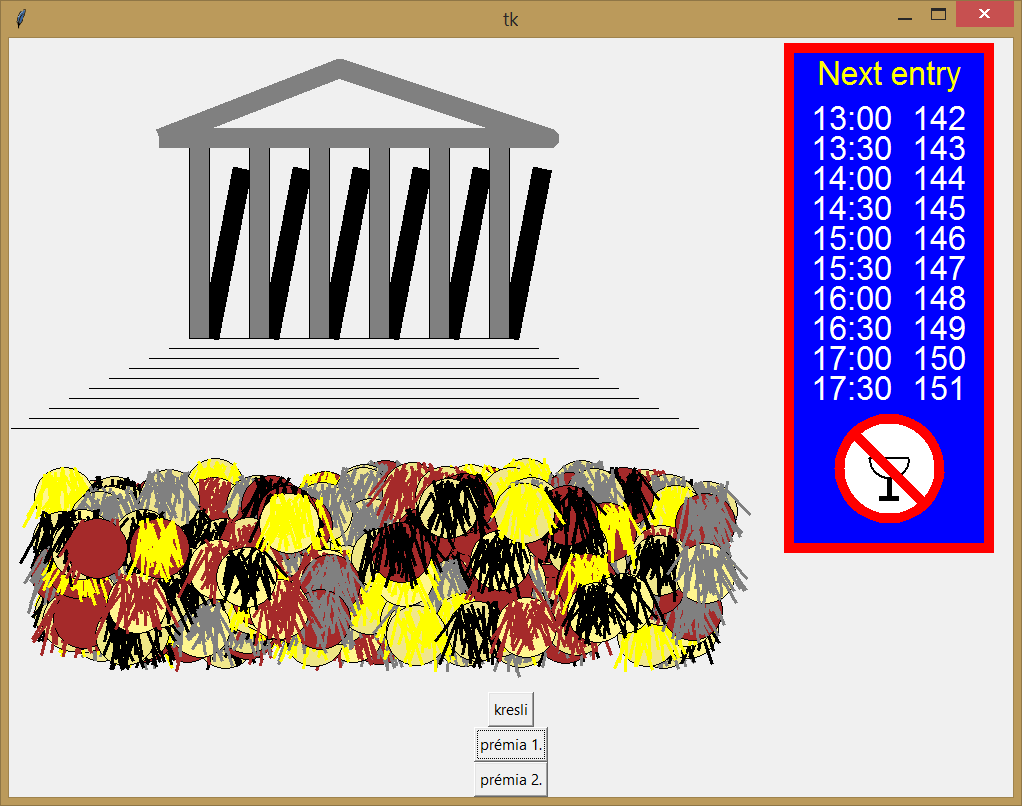 tk
Next entry
13:00 142
13:30 143
14:00 144
14:30 145
15:00 146
15:30 147
16:00 148
16:30 149
17:00 150
17:30 151
kresli
prémia 1.
prémia 2.